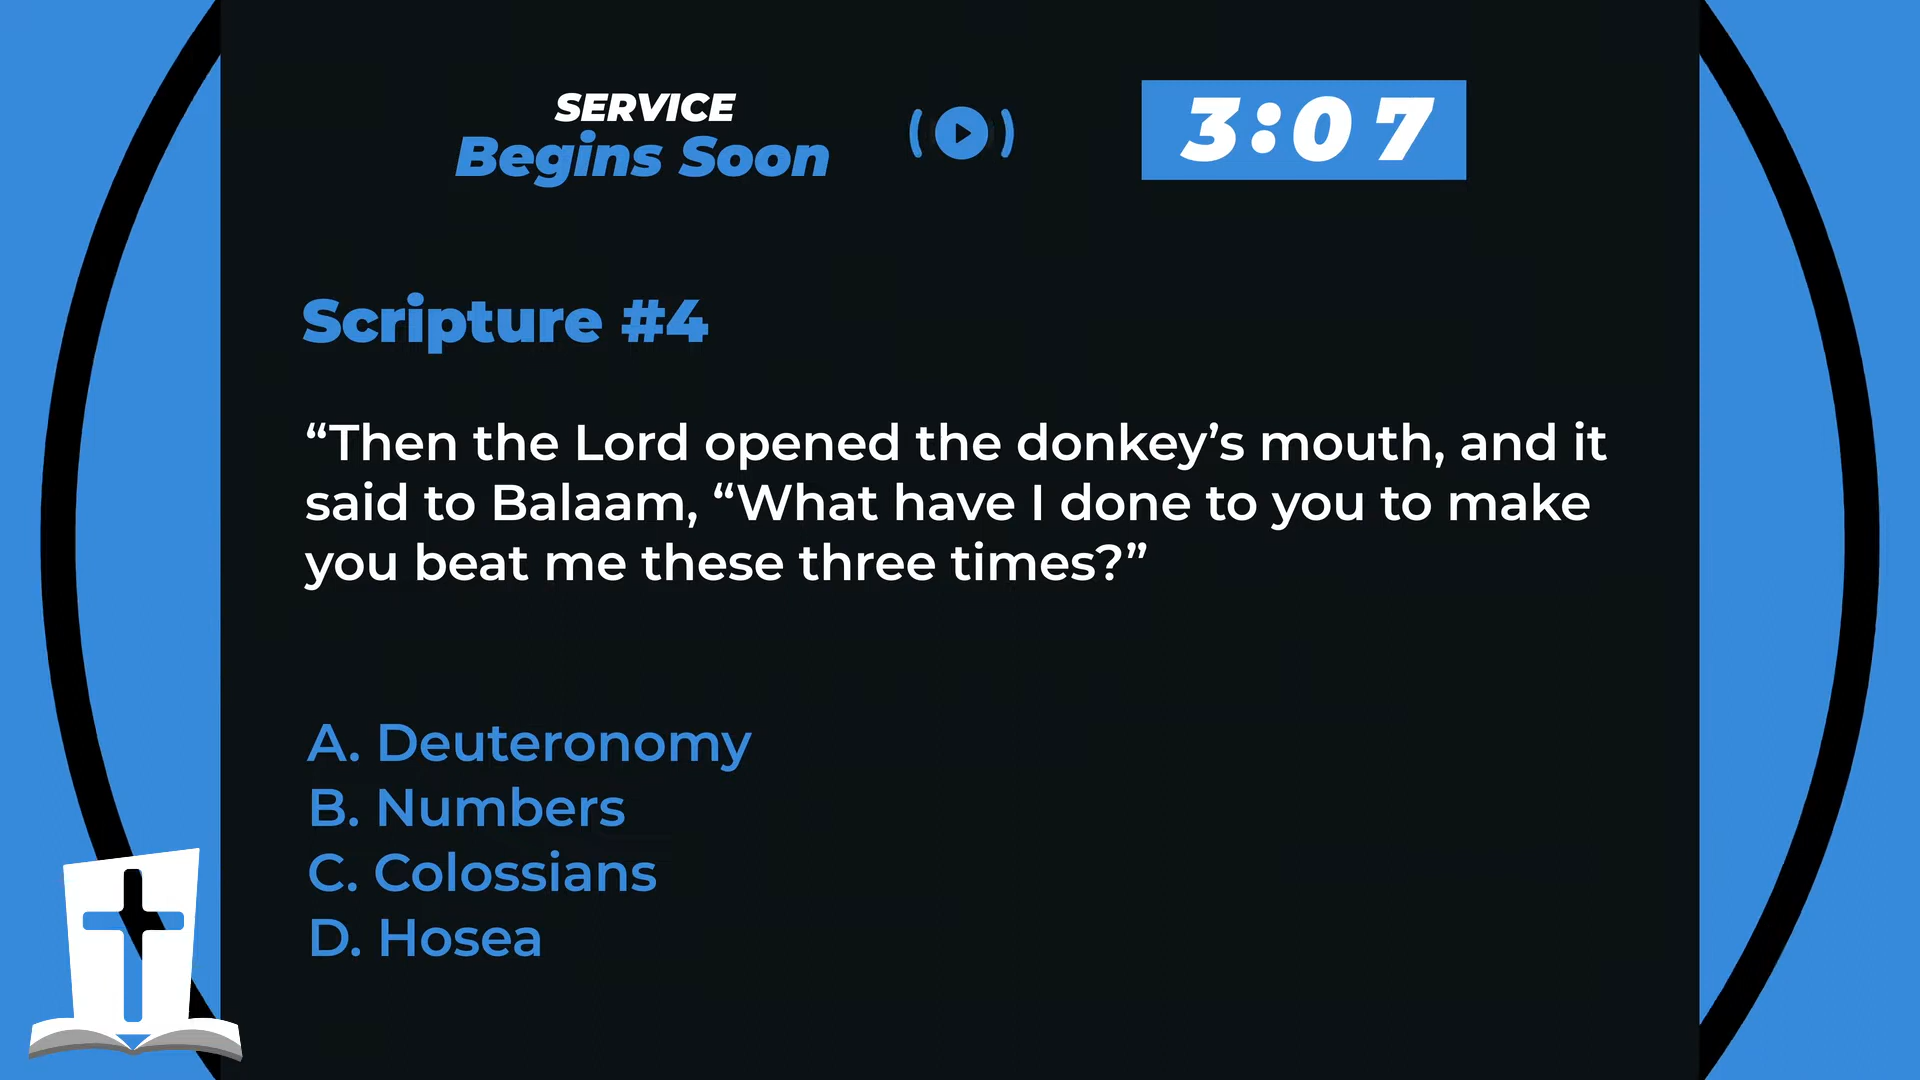 SERVICE
Begins Soon
3:07
Scripture #4
“Then the Lord opened the donkey’s mouth, and it
said to Balaam, “What have I done to you to make
you beat me these three times?”
A. Deuteronomy
B. Numbers
C. Colossians
D. Hosea